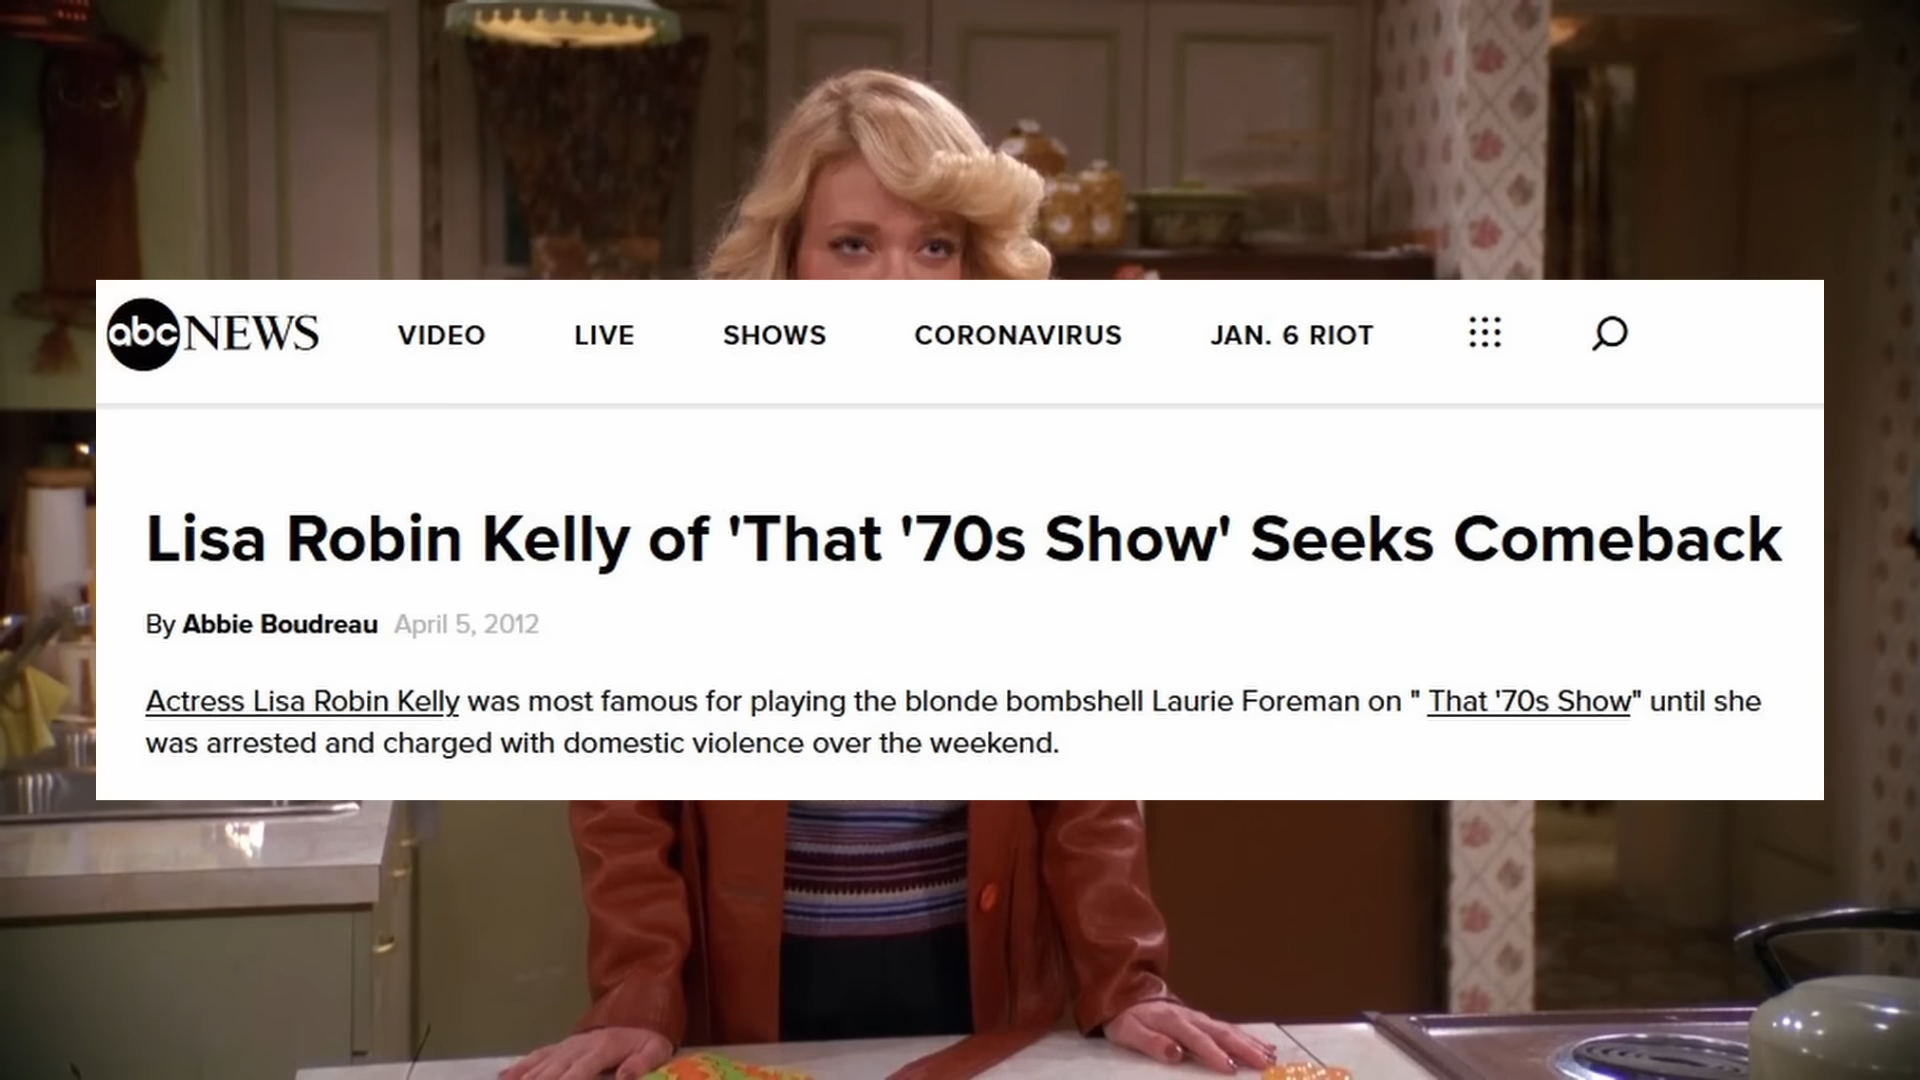 abc NEWS VIDEO LIVE SHOWS CORONAVIRUS JAN. 6 RIOT
Lisa Robin Kelly of 'That '70s Show' Seeks Comeback
By Abbie Boudreau April 5, 2012
Actress Lisa Robin Kelly was most famous for playing the blonde bombshell Laurie Foreman on " That '70s Show" until she
was arrested and charged with domestic violence over the weekend.